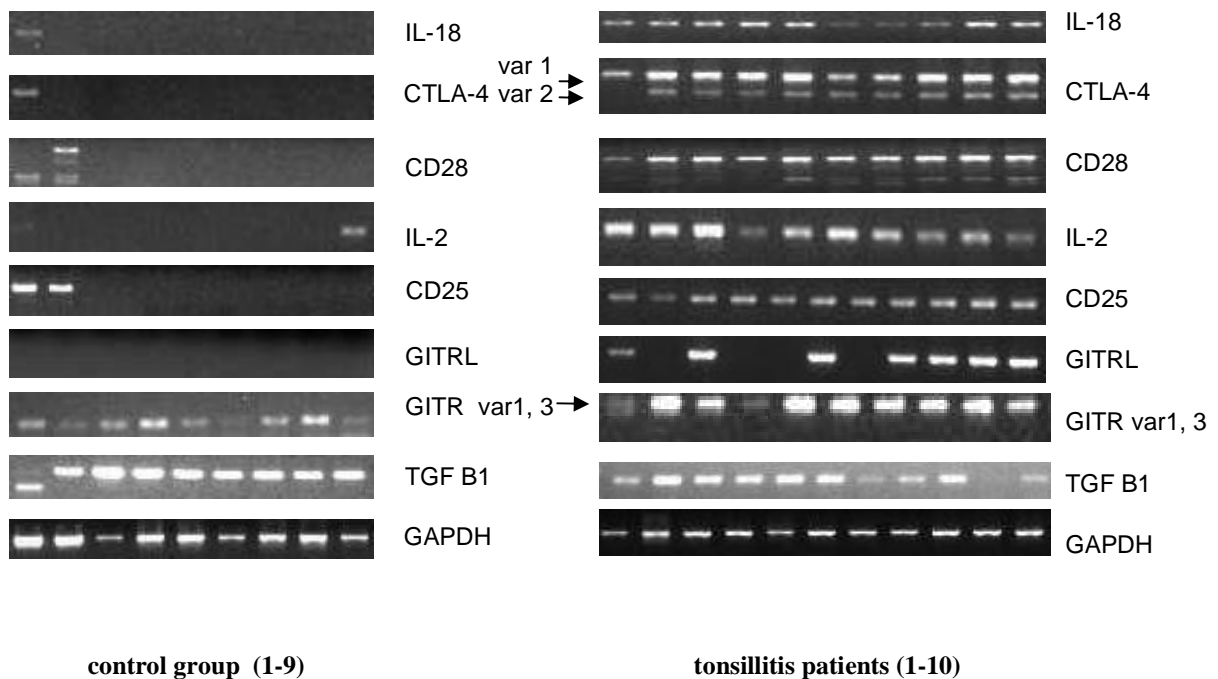 IL-18
var 1
CTLA-4 var 2
CD28
IL-2
CD25
GITRL
GITR var1, 3
TGF B1
GAPDH
control group (1-9)
IL-18
CTLA-4
CD28
IL-2
CD25
GITRL
GITR var1, 3
TGF B1
GAPDH
tonsillitis patients (1-10)